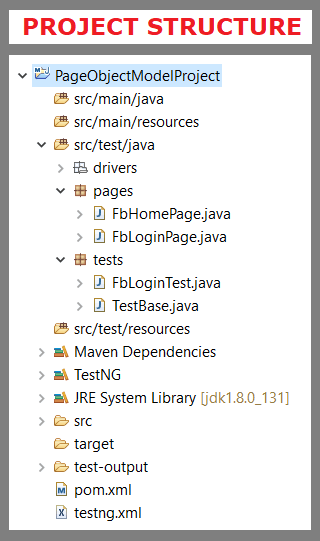 PROJECT STRUCTURE
PageObjectModelProject
src/main/java
src/main/resources
src/test/java
drivers
pages
FbHomePage.java
FbLoginPage.java
tests
FbLoginTest.java
TestBase.java
src/test/resources
Maven Dependencies
TestNG
JRE System Library [jdk1.8.0_131]
src
target
test-output
pom.xml
testng.xml